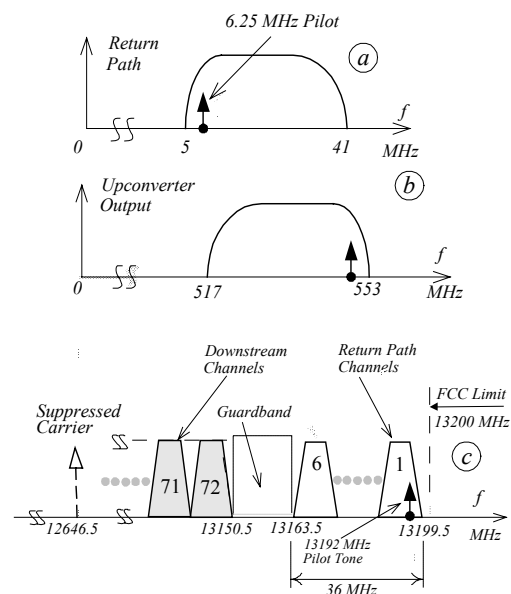 6.25 MHz Pilot
Return
Path
a
f
0
5
41
MHz
Upconverter
Output
b
f
0
517
553
MHz
Downstream
Channels
Return Path
Channels
FCC Limit
13200 MHz
Suppressed
Carrier
Guardband
c
71
72
6
1
f
12646.5
13150.5
13163.5
13192 MHz
Pilot Tone
13199.5
MHz
36 MHz